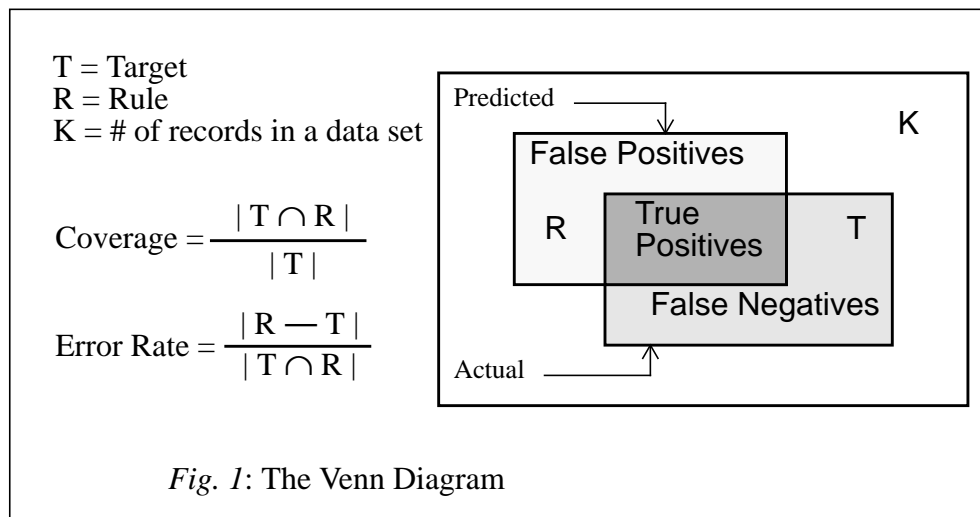 T = Target
R = Rule
K = # of records in a data set
Coverage = | T ∩ R | / | T |
Error Rate = | R — T | / | T ∩ R |
Predicted
K
False Positives
R
True
Positives
T
False Negatives
Actual
Fig. 1: The Venn Diagram